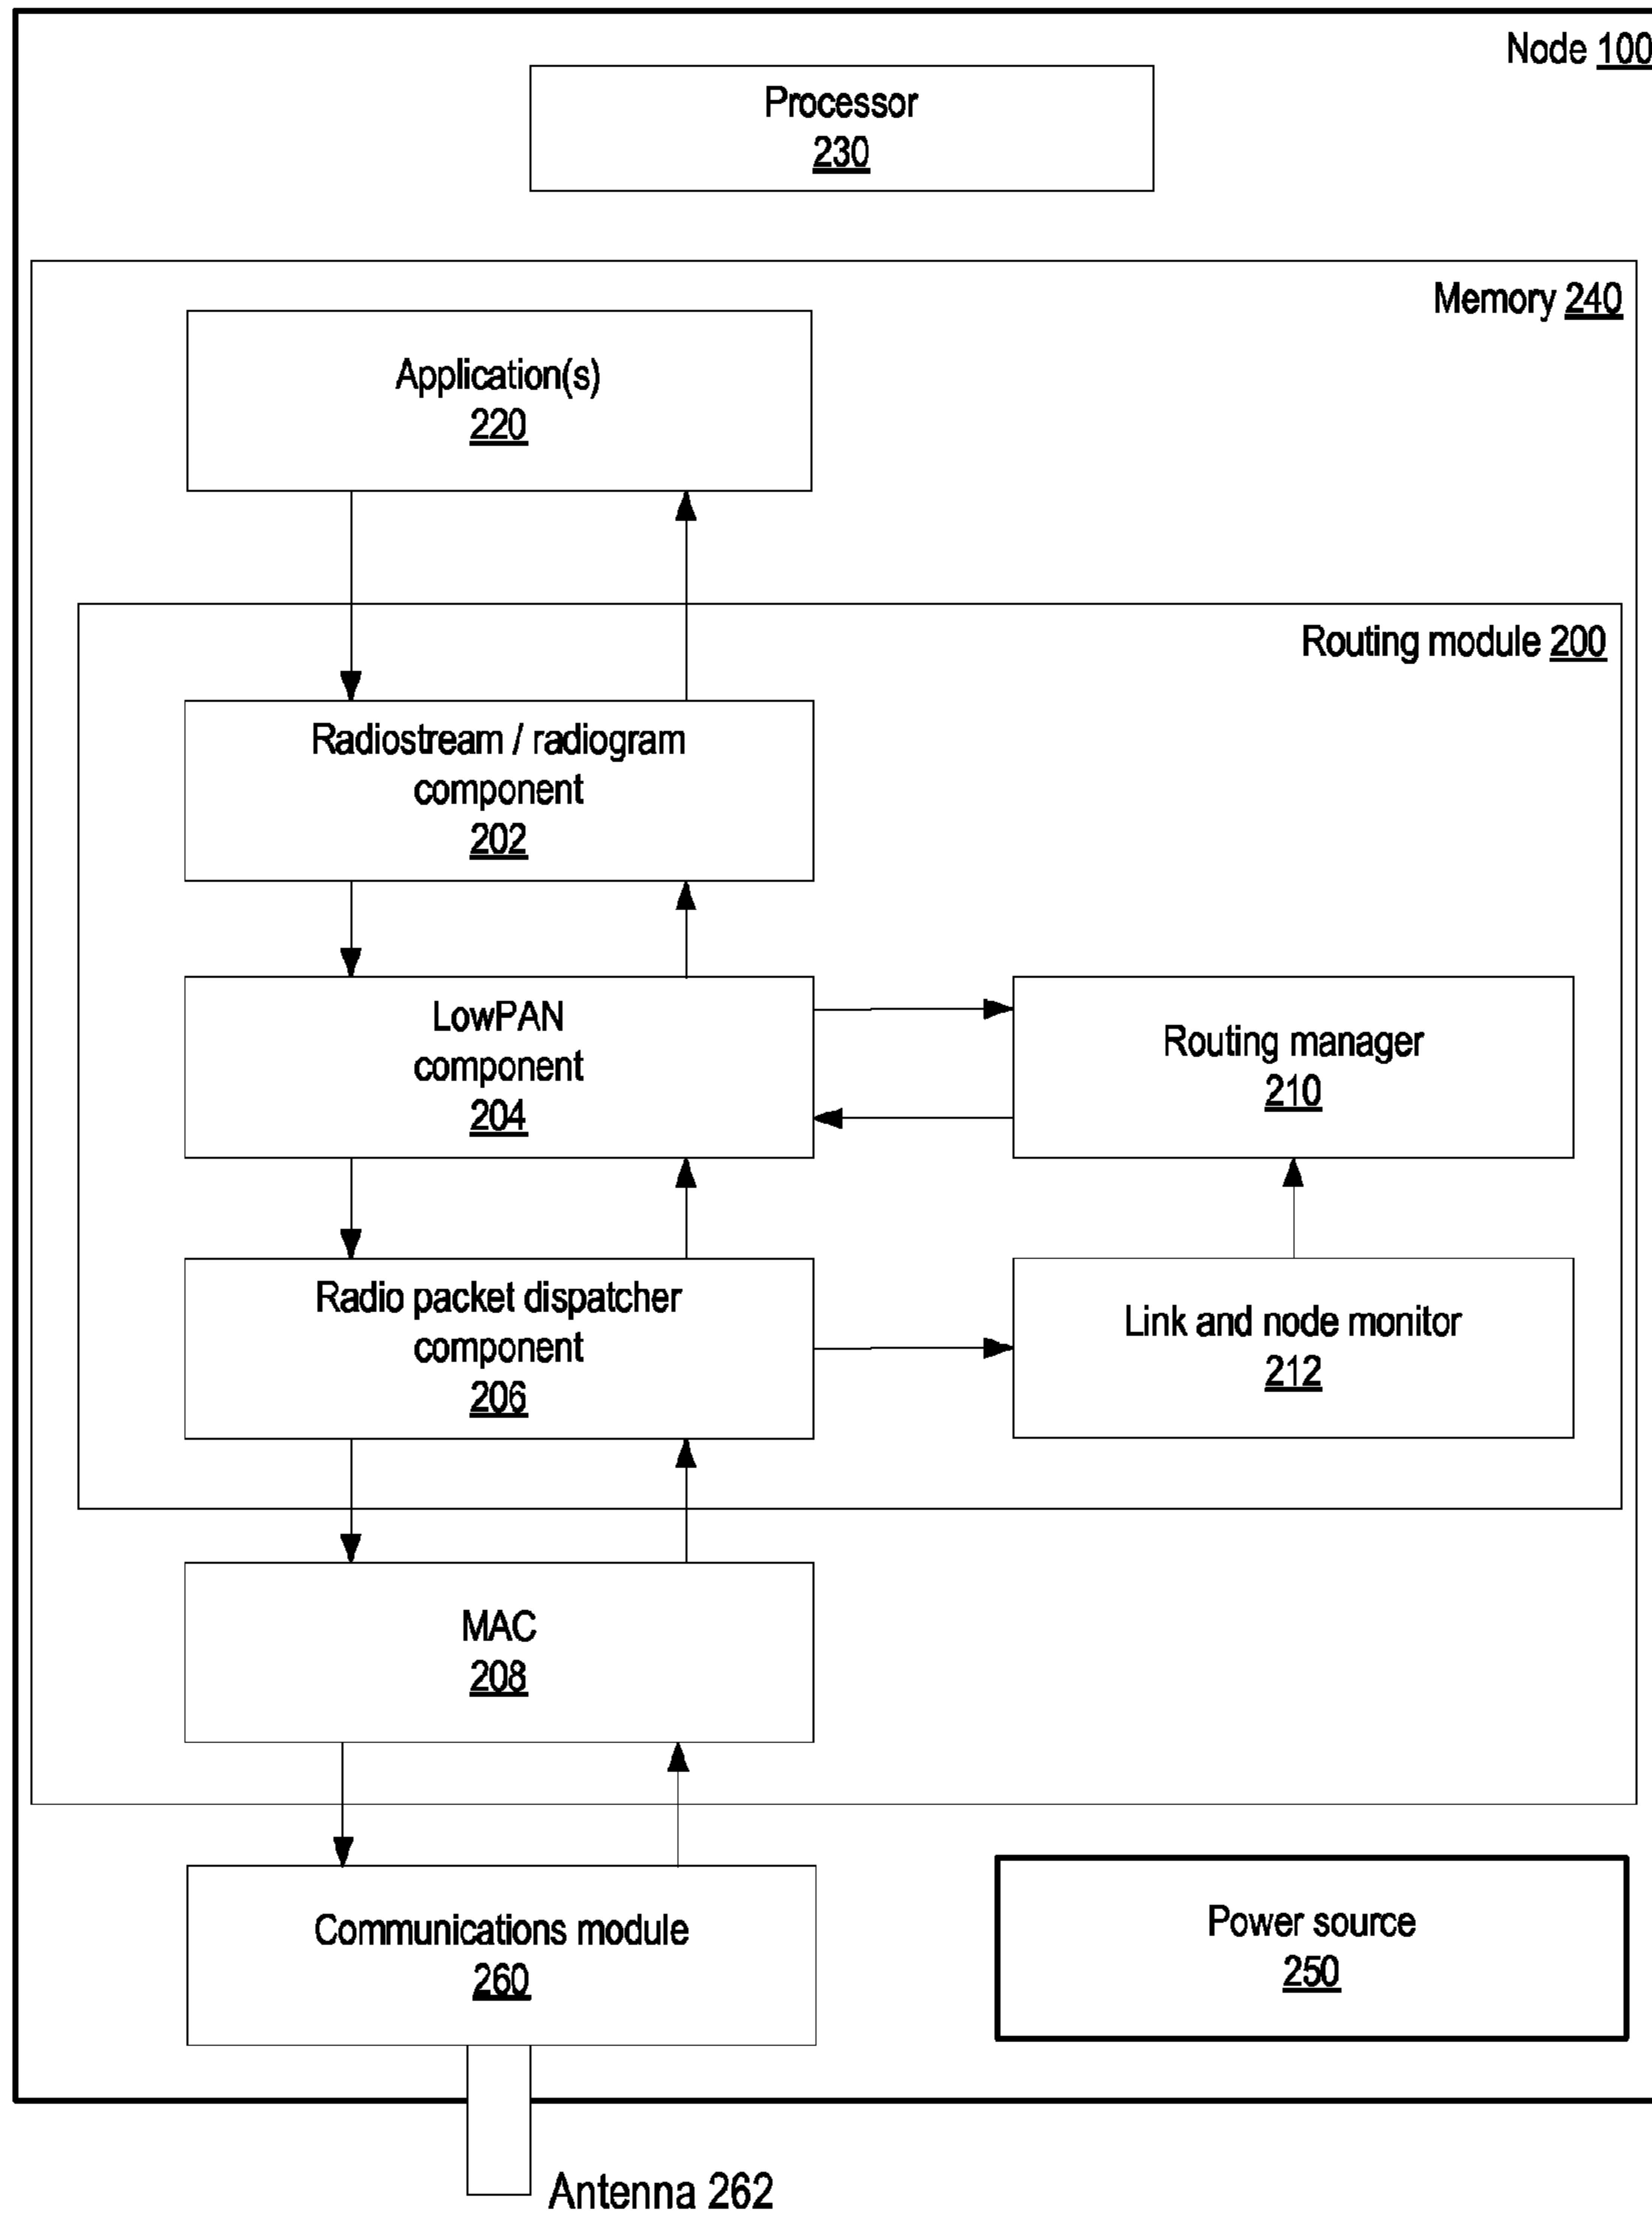 Node 100
Processor
230
Memory 240
Application(s)
220
Routing module 200
Radiostream / radiogram
component
202
LowPAN
component
204
Routing manager
210
Radio packet dispatcher
component
206
Link and node monitor
212
MAC
208
Communications module
260
Power source
250
Antenna 262